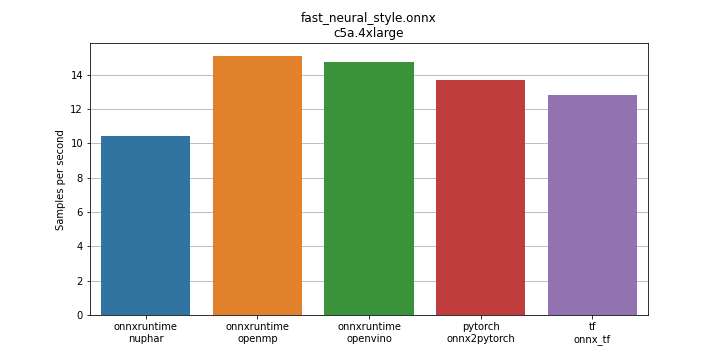 fast_neural_style.onnx
c5a.4xlarge
Samples per second
14
12
10
8
6
4
2
0
onnxruntime
nuphar
onnxruntime
openmp
onnxruntime
openvino
pytorch
onnx2pytorch
tf
onnx_tf